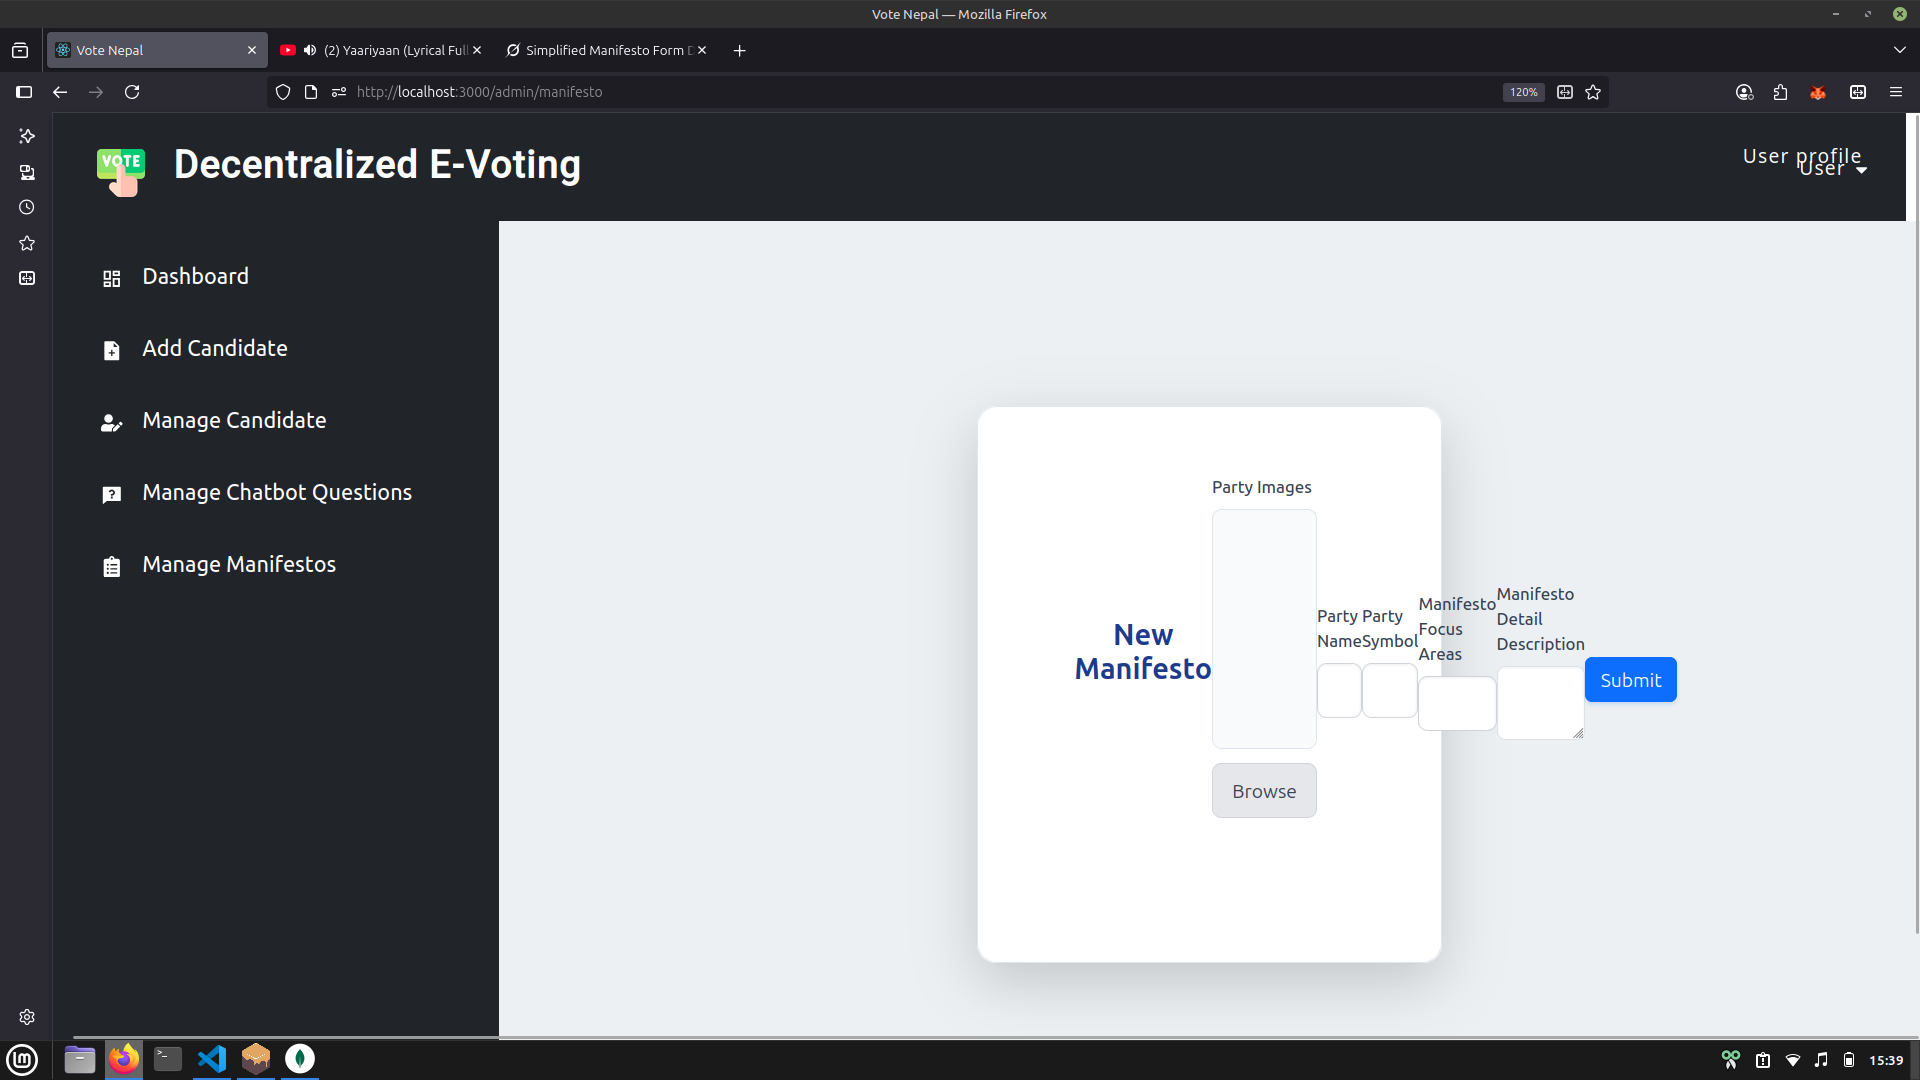 Vote Nepal — Mozilla Firefox
Vote Nepal
(2) Yaariyaan (Lyrical Full
Simplified Manifesto Form D
http://localhost:3000/admin/manifesto
120%
VOTE
Decentralized E-Voting
User profile
User
Dashboard
Add Candidate
Manage Candidate
Manage Chatbot Questions
Manage Manifestos
New
Manifesto
Party Images
Browse
Party
Name
Party
Symbol
Manifesto
Focus
Areas
Manifesto
Detail
Description
Submit
15:39